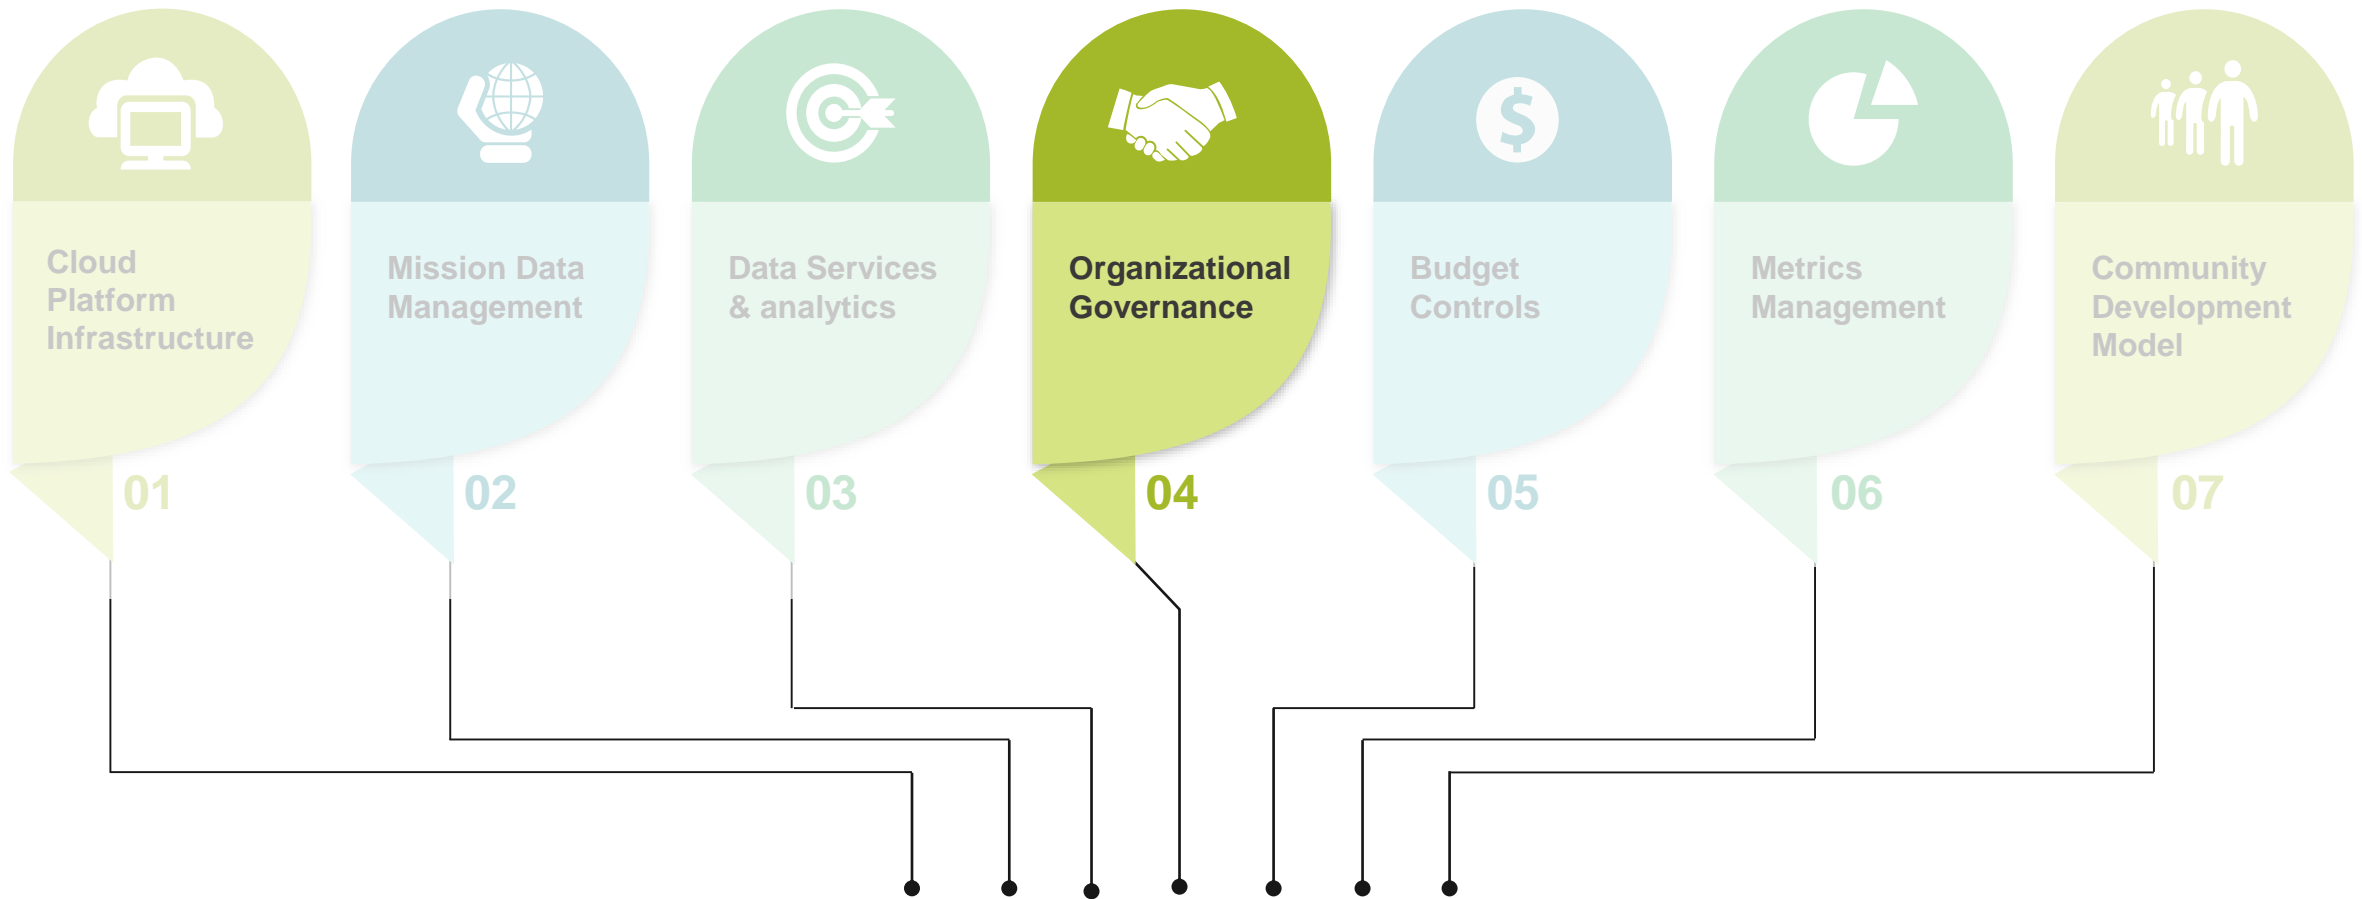 Cloud
Platform
Infrastructure
01
Mission Data
Management
02
Data Services
& analytics
03
Organizational
Governance
04
$
Budget
Controls
05
Metrics
Management
06
Community
Development
Model
07